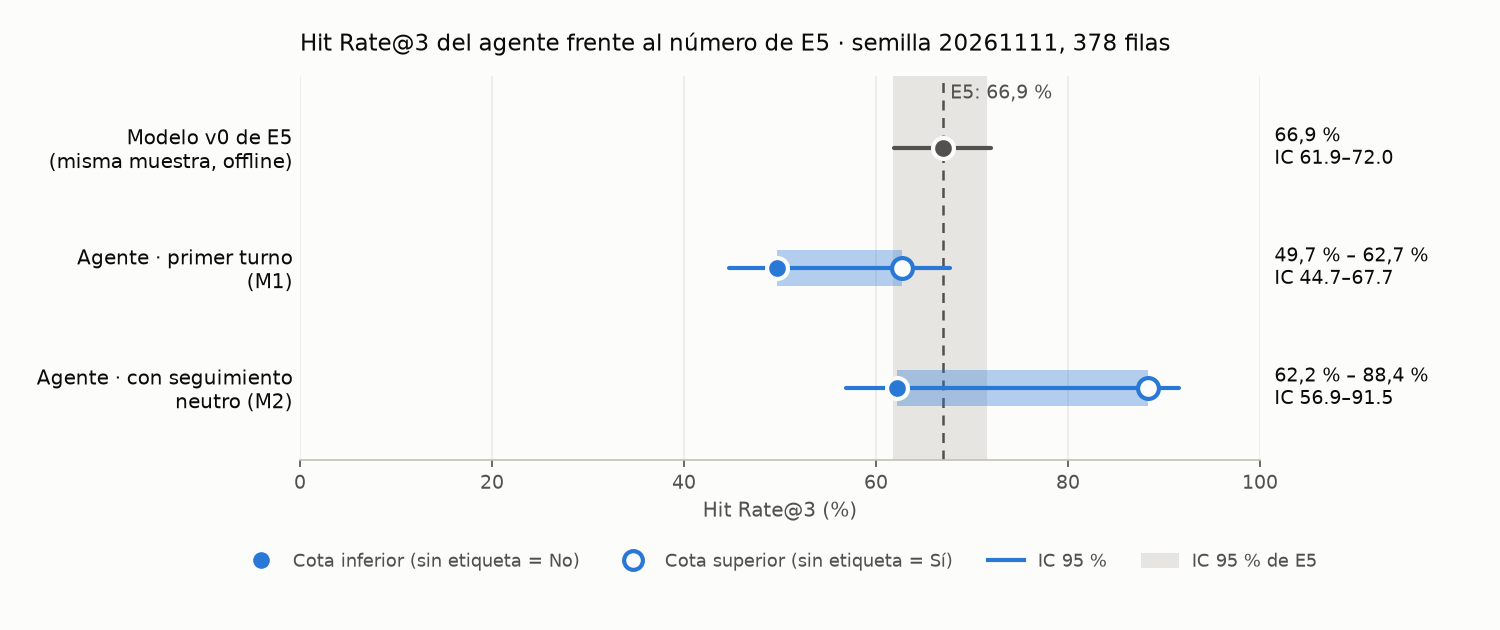 Hit Rate@3 del agente frente al número de E5 · semilla 20261111, 378 filas
E5: 66,9 %
Modelo v0 de E5
(misma muestra, offline)
66,9 %
IC 61.9–72.0
Agente · primer turno
(M1)
49,7 % – 62,7 %
IC 44.7–67.7
Agente · con seguimiento
neutro (M2)
62,2 % – 88,4 %
IC 56.9–91.5
0 20 40 60 80 100
Hit Rate@3 (%)
Cota inferior (sin etiqueta = No) Cota superior (sin etiqueta = Sí) IC 95 % IC 95 % de E5